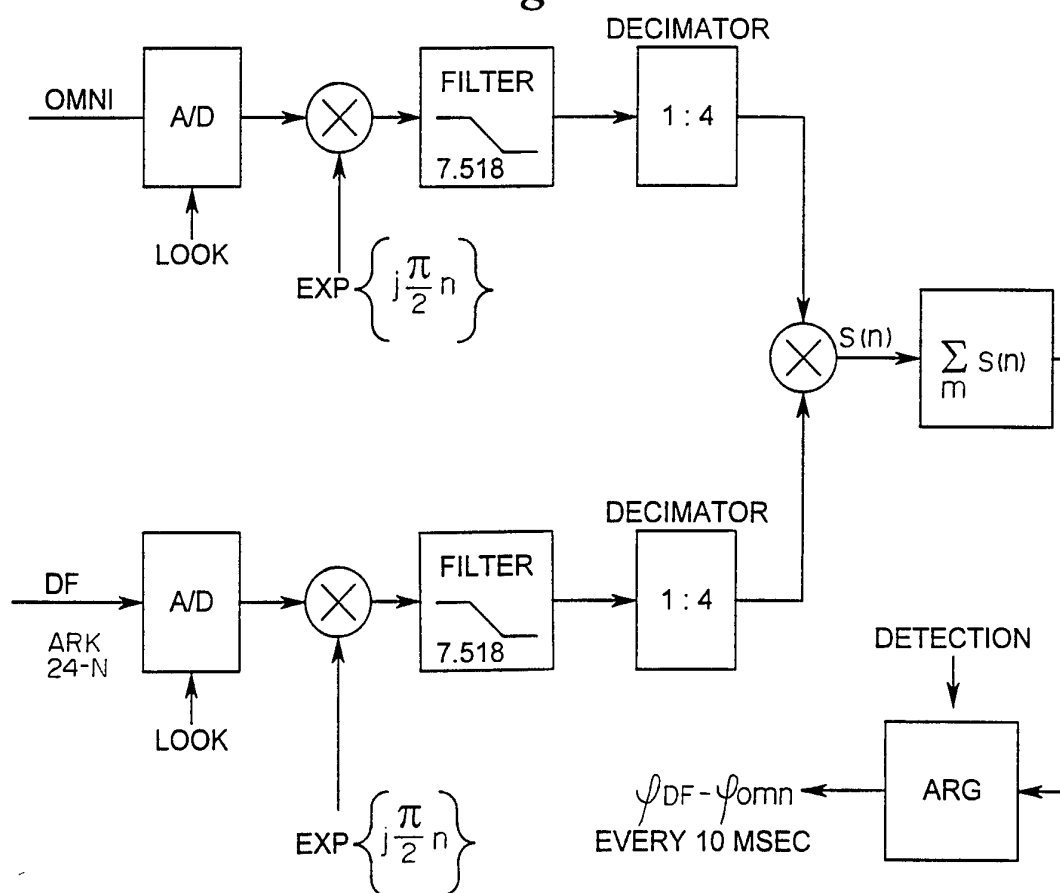 DECIMATOR
OMNI
A/D
FILTER
7.518
1 : 4
LOOK
EXP { j π/2 n }
S(n)
∑ S(n)
m
DECIMATOR
DF
A/D
FILTER
7.518
1 : 4
ARK
24-N
LOOK
DETECTION
ARG
φDF - φomn
EVERY 10 MSEC
EXP { j π/2 n }